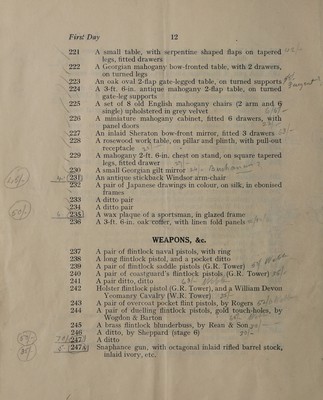 First Day 12
221 A small table, with serpentine shaped flaps on tapered
legs, fitted drawers
222 A Georgian mahogany bow-fronted table, with 2 drawers,
on turned legs
223 An oak oval 2-flap gate-legged table, on turned supports
224 A 3-ft. 6-in. antique mahogany 2-flap table, on turned
gate-leg supports
225 A set of 8 old English mahogany chairs (2 arm and 6
single) upholstered in grey velvet
226 A miniature mahogany cabinet, fitted 6 drawers, with
panel doors
227 An inlaid Sheraton bow-front mirror, fitted 3 drawers
228 A rosewood work table, on pillar and plinth, with pull-out
receptacle
229 A mahogany 2-ft. 6-in. chest on stand, on square tapered
legs, fitted drawer
230 A small Georgian gilt mirror
231 An antique stickback Windsor arm-chair
232 A pair of Japanese drawings in colour, on silk, in ebonised
frames
233 A ditto pair
234 A ditto pair
235 A wax plaque of a sportsman, in glazed frame
236 A 3-ft. 6-in. oak coffer, with linen fold panels
WEAPONS, &c.
237 A pair of flintlock naval pistols, with ring
238 A long flintlock pistol, and a pocket ditto
239 A pair of flintlock saddle pistols (G.R. Tower)
240 A pair of coastguard's flintlock pistols (G.R. Tower)
241 A pair ditto, ditto
242 Holster flintlock pistol (G.R. Tower), and a William Devon
Yeomanry Cavalry (W.R. Tower)
243 A pair of overcoat pocket flint pistols, by Rogers
244 A pair of duelling flintlock pistols, gold touch-holes, by
Wogdon & Barton
245 A brass flintlock blunderbuss, by Rean & Son
246 A ditto, by Sheppard (stage 6)
247 A ditto
247A Snaphance gun, with octagonal inlaid rifled barrel stock,
inlaid ivory, etc.